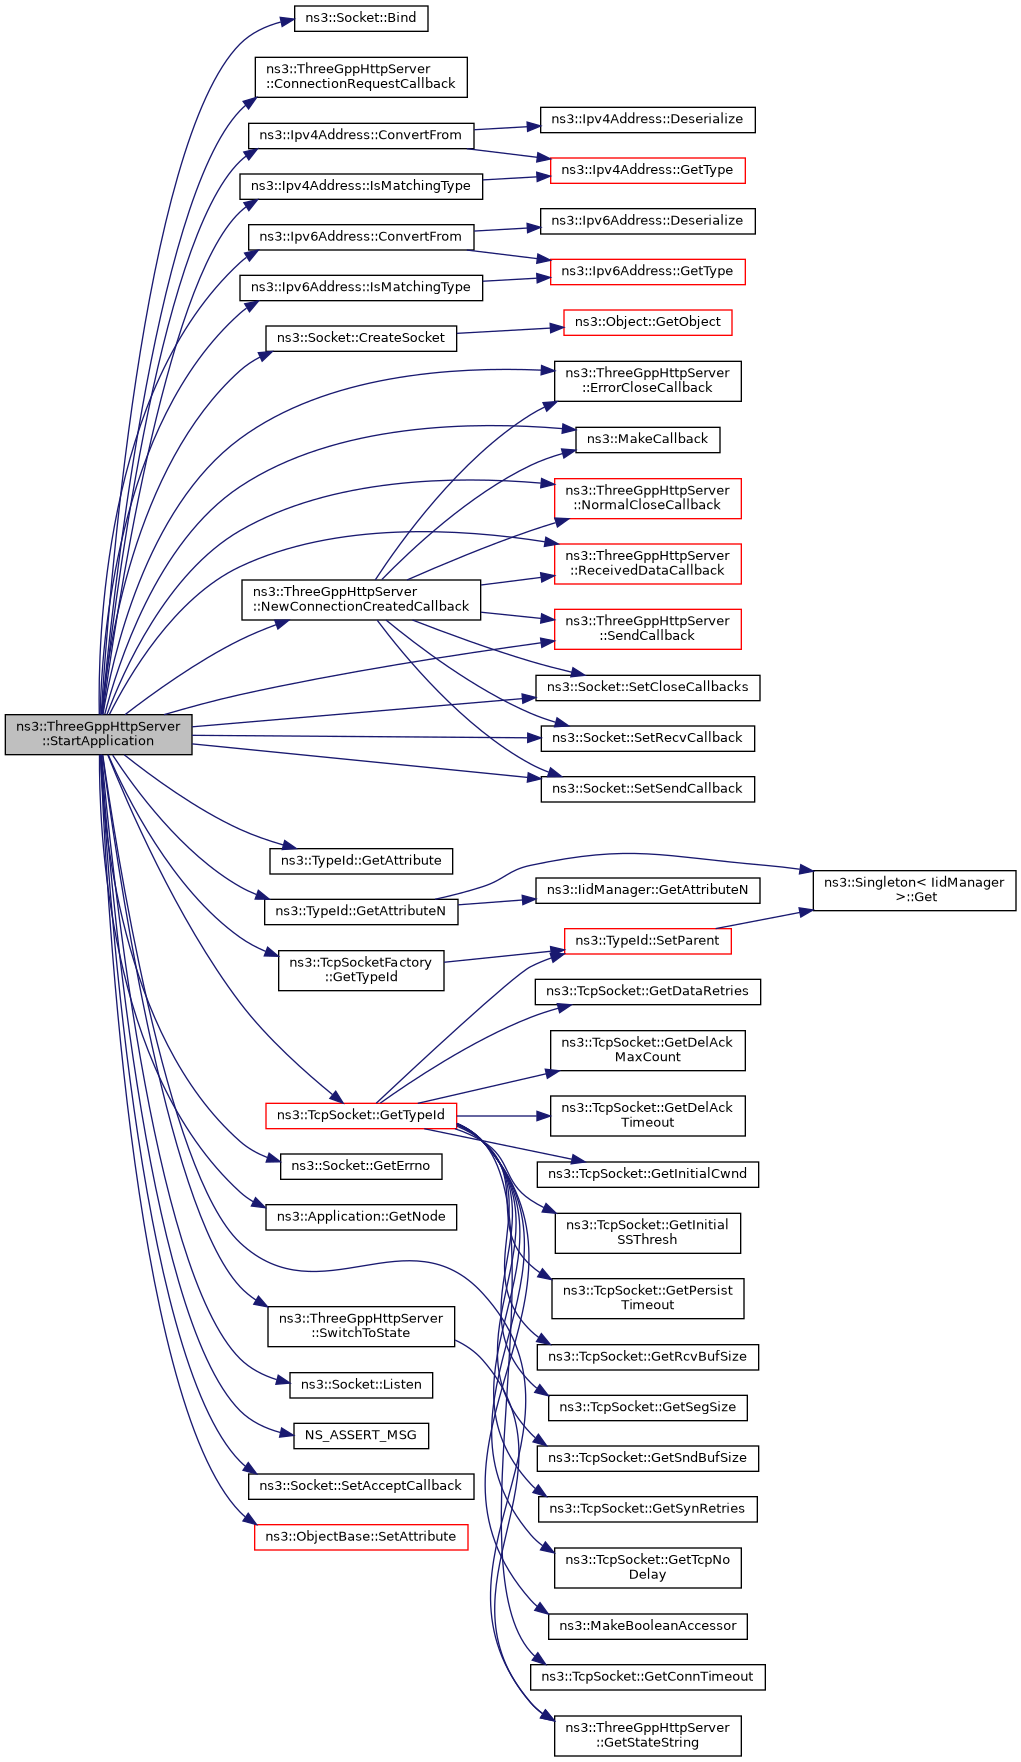 ns3::Socket::Bind
ns3::ThreeGppHttpServer
::ConnectionRequestCallback
ns3::Ipv4Address::ConvertFrom
ns3::Ipv4Address::Deserialize
ns3::Ipv4Address::GetType
ns3::Ipv4Address::IsMatchingType
ns3::Ipv6Address::ConvertFrom
ns3::Ipv6Address::Deserialize
ns3::Ipv6Address::GetType
ns3::Ipv6Address::IsMatchingType
ns3::Socket::CreateSocket
ns3::Object::GetObject
ns3::ThreeGppHttpServer
::ErrorCloseCallback
ns3::MakeCallback
ns3::ThreeGppHttpServer
::NormalCloseCallback
ns3::ThreeGppHttpServer
::ReceivedDataCallback
ns3::ThreeGppHttpServer
::NewConnectionCreatedCallback
ns3::ThreeGppHttpServer
::SendCallback
ns3::Socket::SetCloseCallbacks
ns3::Socket::SetRecvCallback
ns3::ThreeGppHttpServer
::StartApplication
ns3::Socket::SetSendCallback
ns3::TypeId::GetAttribute
ns3::TypeId::GetAttributeN
ns3::IidManager::GetAttributeN
ns3::Singleton< IidManager
>::Get
ns3::TcpSocketFactory
::GetTypeId
ns3::TypeId::SetParent
ns3::TcpSocket::GetDataRetries
ns3::TcpSocket::GetDelAck
MaxCount
ns3::TcpSocket::GetTypeId
ns3::TcpSocket::GetDelAck
Timeout
ns3::Socket::GetErrno
ns3::TcpSocket::GetInitialCwnd
ns3::Application::GetNode
ns3::TcpSocket::GetInitial
SSThresh
ns3::TcpSocket::GetPersist
Timeout
ns3::ThreeGppHttpServer
::SwitchToState
ns3::TcpSocket::GetRcvBufSize
ns3::Socket::Listen
ns3::TcpSocket::GetSegSize
NS_ASSERT_MSG
ns3::TcpSocket::GetSndBufSize
ns3::Socket::SetAcceptCallback
ns3::TcpSocket::GetSynRetries
ns3::ObjectBase::SetAttribute
ns3::TcpSocket::GetTcpNo
Delay
ns3::MakeBooleanAccessor
ns3::TcpSocket::GetConnTimeout
ns3::ThreeGppHttpServer
::GetStateString